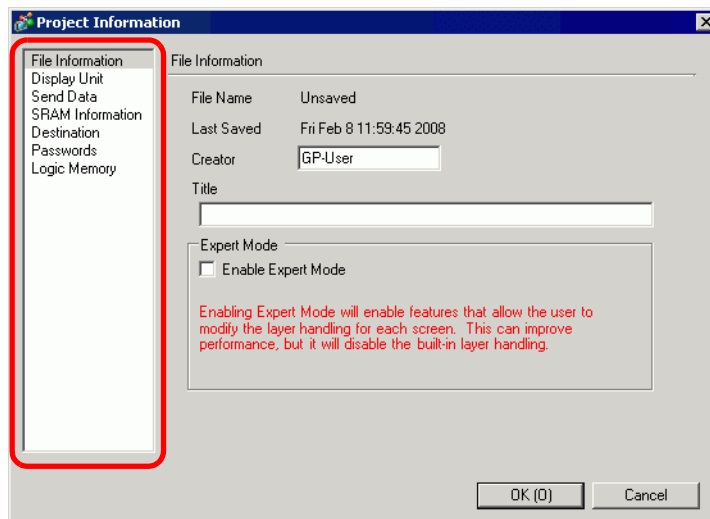 Project Information
File Information
Display Unit
Send Data
SRAM Information
Destination
Passwords
Logic Memory
File Information
File Name Unsaved
Last Saved Fri Feb 8 11:59:45 2008
Creator GP-User
Title
Expert Mode
Enable Expert Mode
Enabling Expert Mode will enable features that allow the user to
modify the layer handling for each screen. This can improve
performance, but it will disable the built-in layer handling.
OK (O) Cancel